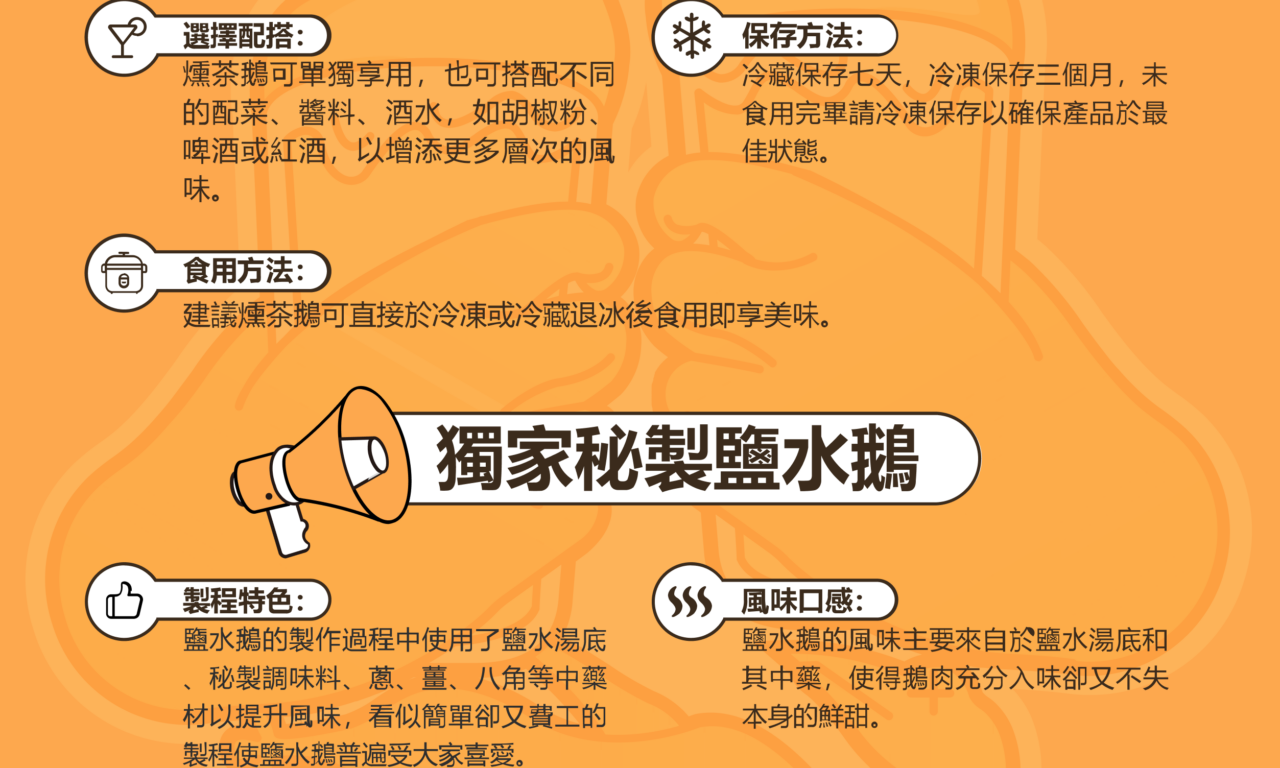 選擇配搭：
燻茶鵝可單獨享用，也可搭配不同
的配菜、醬料、酒水，如胡椒粉、
啤酒或紅酒，以增添更多層次的風
味。
保存方法：
冷藏保存七天，冷凍保存三個月，未
食用完畢請冷凍保存以確保產品於最
佳狀態。
食用方法：
建議燻茶鵝可直接於冷凍或冷藏退冰後食用即享美味。
獨家秘製鹽水鵝
製程特色：
鹽水鵝的製作過程中使用了鹽水湯底
、秘製調味料、蔥、薑、八角等中藥
材以提升風味，看似簡單卻又費工的
製程使鹽水鵝普遍受大家喜愛。
風味口感：
鹽水鵝的風味主要來自於鹽水湯底和
其中藥，使得鵝肉充分入味卻又不失
本身的鮮甜。